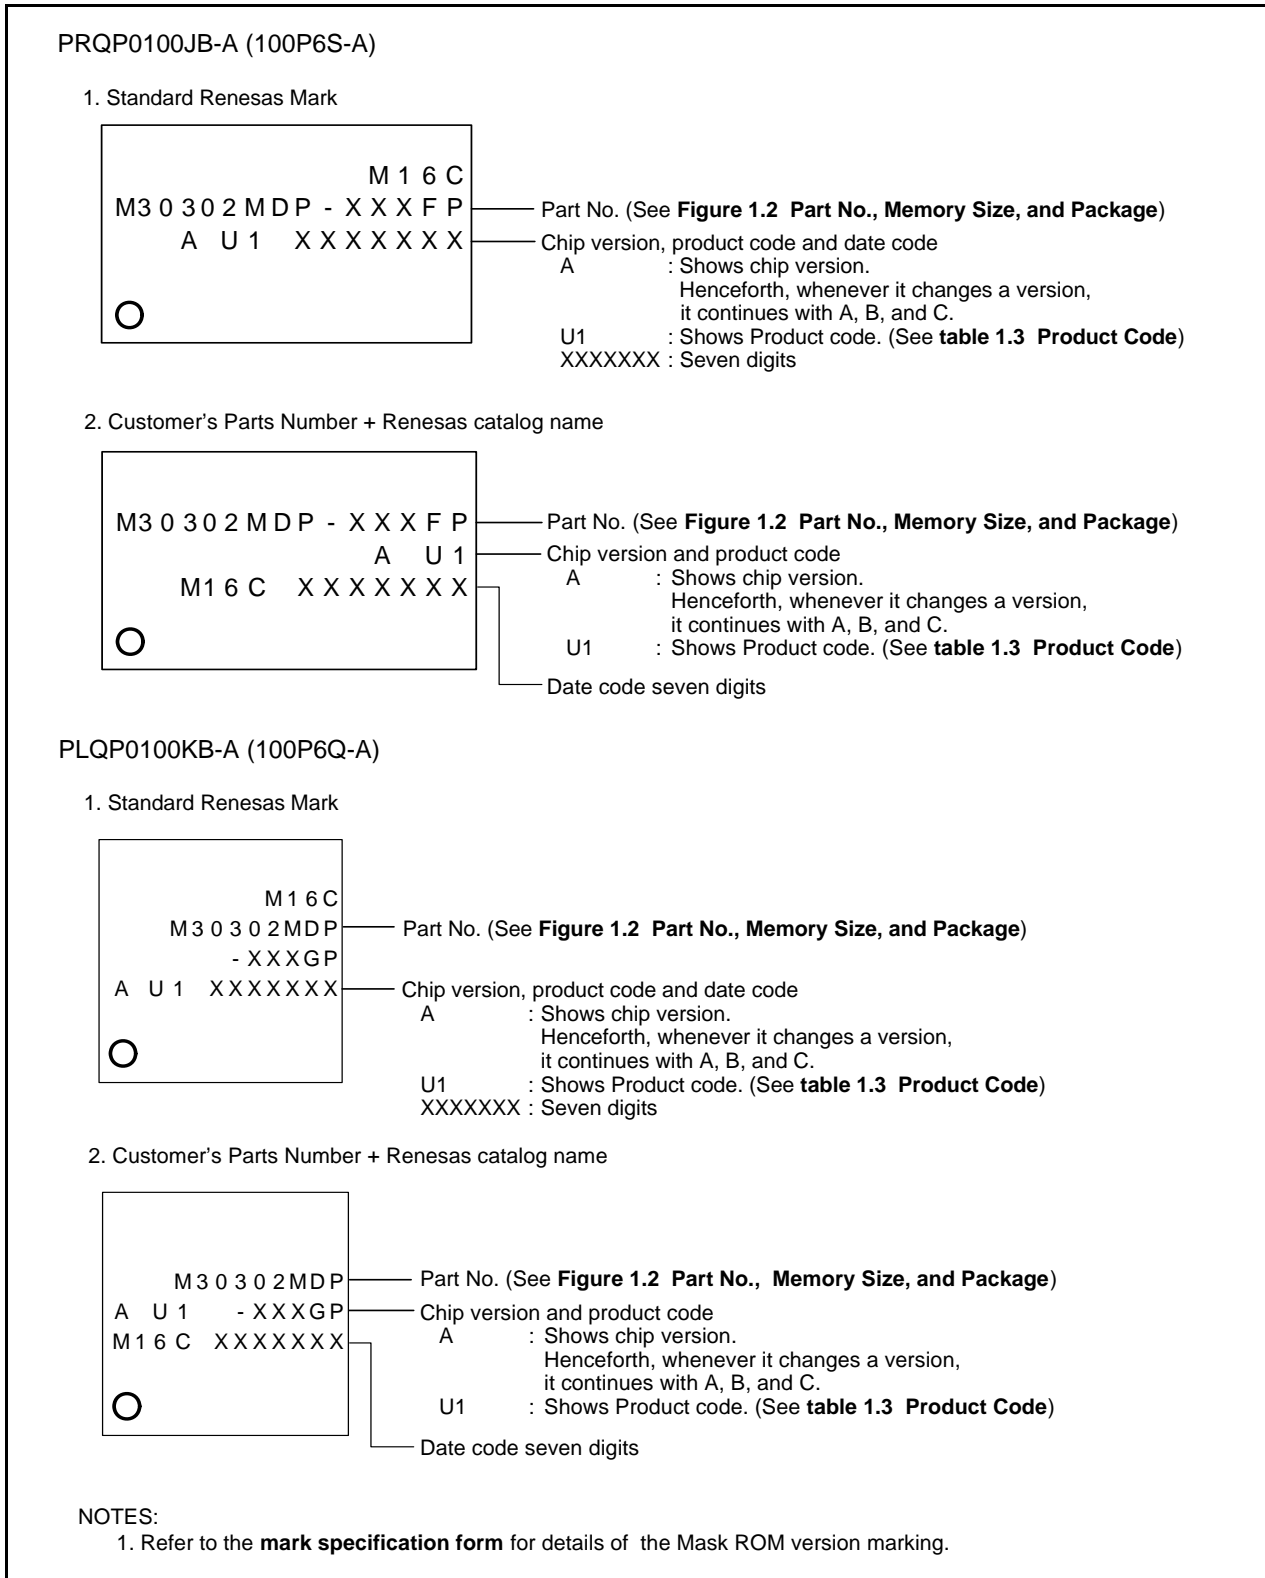 PRQP0100JB-A (100P6S-A)
1. Standard Renesas Mark
M16C
M30302MDP-XXXFP
Part No. (See Figure 1.2 Part No., Memory Size, and Package)
A U1 XXXXXXX
Chip version, product code and date code
A : Shows chip version.
Henceforth, whenever it changes a version,
it continues with A, B, and C.
U1 : Shows Product code. (See table 1.3 Product Code)
XXXXXXX : Seven digits
2. Customer's Parts Number + Renesas catalog name
M30302MDP-XXXFP
Part No. (See Figure 1.2 Part No., Memory Size, and Package)
A U1
Chip version and product code
M16C XXXXXXX
A : Shows chip version.
Henceforth, whenever it changes a version,
it continues with A, B, and C.
U1 : Shows Product code. (See table 1.3 Product Code)
Date code seven digits
PLQP0100KB-A (100P6Q-A)
1. Standard Renesas Mark
M16C
M30302MDP
Part No. (See Figure 1.2 Part No., Memory Size, and Package)
-XXXGP
A U1 XXXXXXX
Chip version, product code and date code
A : Shows chip version.
Henceforth, whenever it changes a version,
it continues with A, B, and C.
U1 : Shows Product code. (See table 1.3 Product Code)
XXXXXXX : Seven digits
2. Customer's Parts Number + Renesas catalog name
M30302MDP
Part No. (See Figure 1.2 Part No., Memory Size, and Package)
A U1 -XXXGP
Chip version and product code
M16C XXXXXXX
A : Shows chip version.
Henceforth, whenever it changes a version,
it continues with A, B, and C.
U1 : Shows Product code. (See table 1.3 Product Code)
Date code seven digits
NOTES:
1. Refer to the mark specification form for details of the Mask ROM version marking.